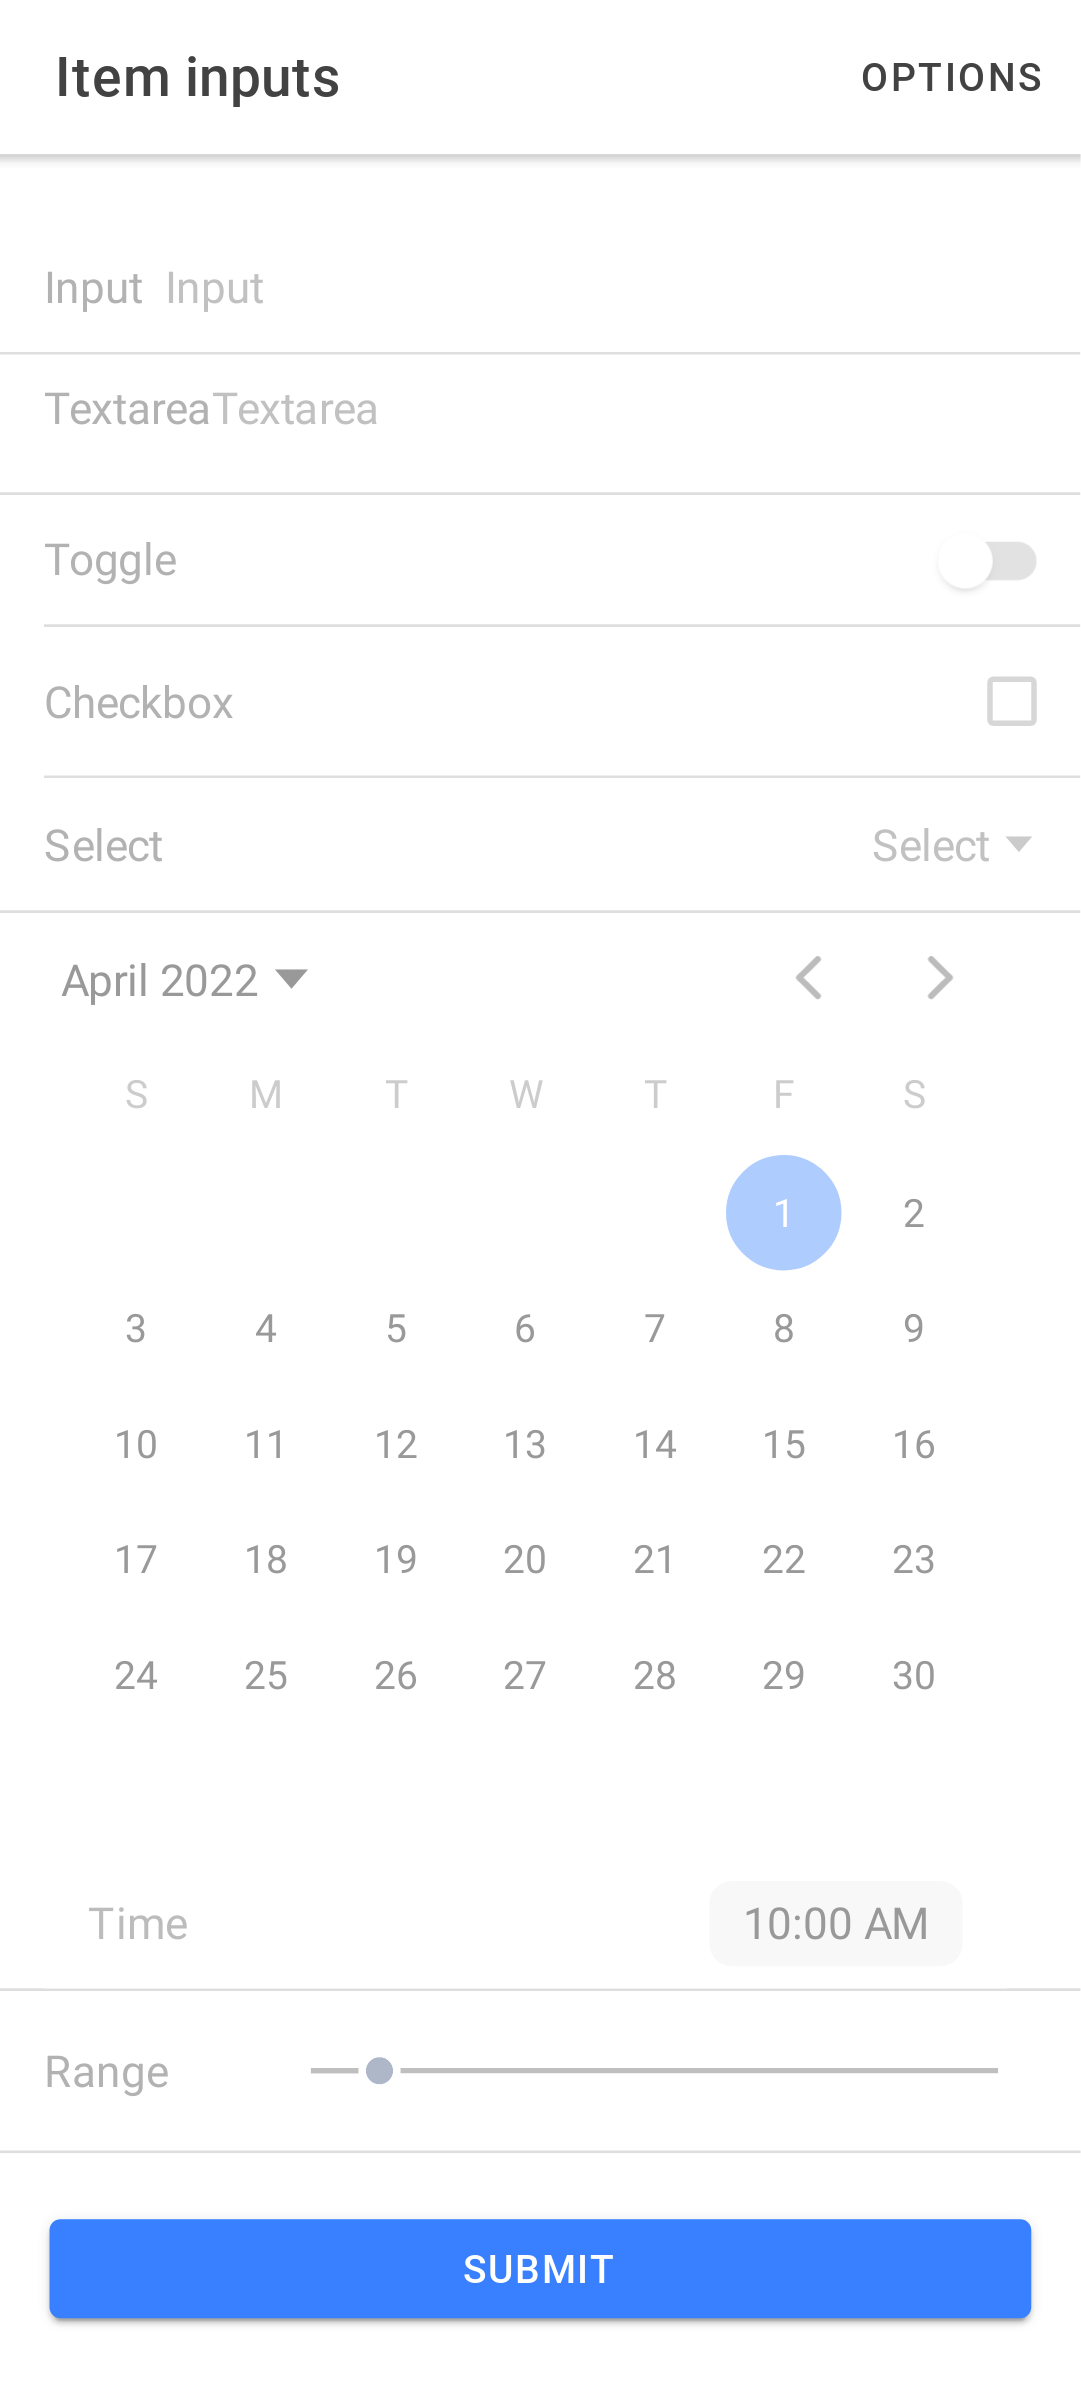 Item inputs OPTIONS
Input Input
Textarea Textarea
Toggle
Checkbox
Select Select
April 2022
S M T W T F S
1 2
3 4 5 6 7 8 9
10 11 12 13 14 15 16
17 18 19 20 21 22 23
24 25 26 27 28 29 30
Time 10:00 AM
Range
SUBMIT